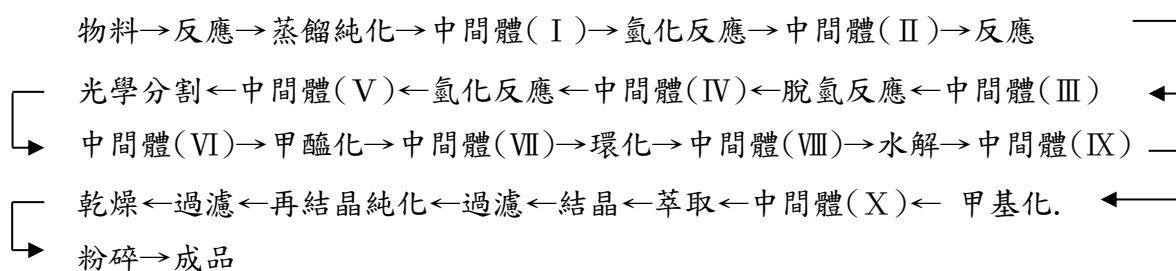 物料→反應→蒸餾純化→中間體(Ⅰ)→氫化反應→中間體(Ⅱ)→反應
光學分割←中間體(Ⅴ)←氫化反應←中間體(Ⅳ)←脫氫反應←中間體(Ⅲ)
中間體(Ⅵ)→甲醯化→中間體(Ⅶ)→環化→中間體(Ⅷ)→水解→中間體(Ⅸ)
乾燥←過濾←再結晶純化←過濾←結晶←萃取←中間體(Ⅹ)← 甲基化.
粉碎→成品